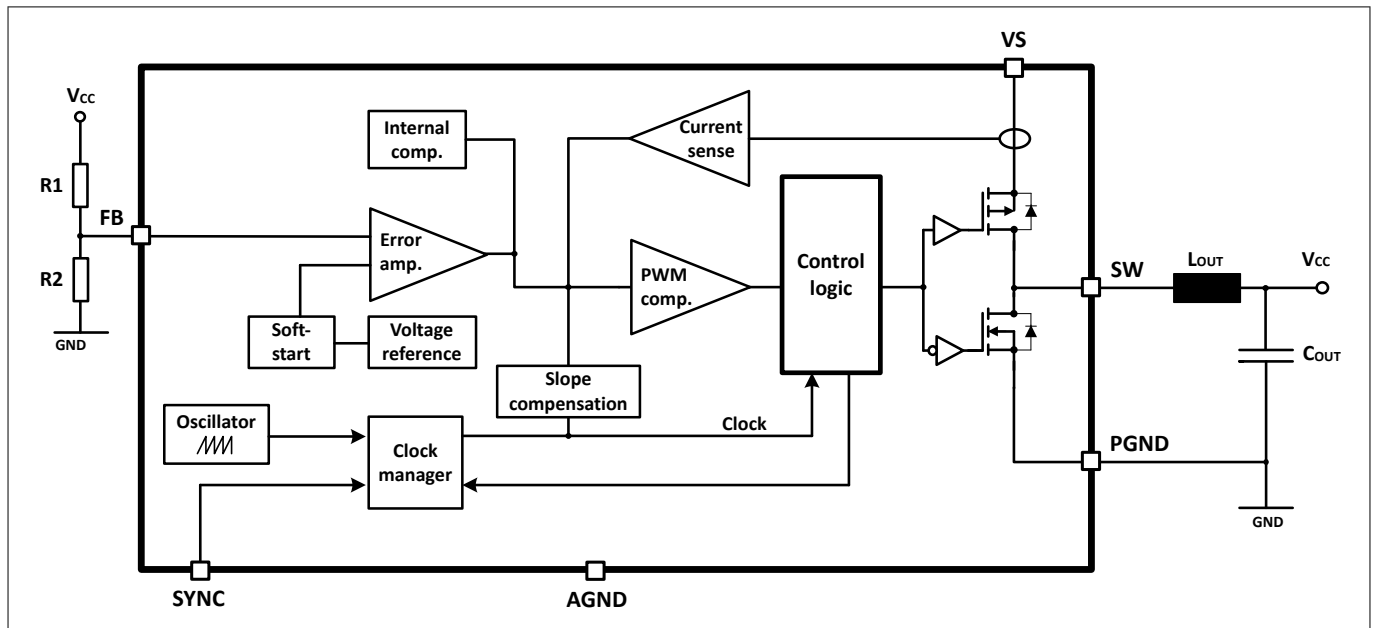 VS
Vcc
Internal
comp.
Current
sense
R1
FB
Error
amp.
Control
logic
PWM
comp.
SW
LOUT
Vcc
R2
GND
Soft-
start
Voltage
reference
COUT
Slope
compensation
Oscillator
Clock
manager
Clock
PGND
GND
SYNC
AGND